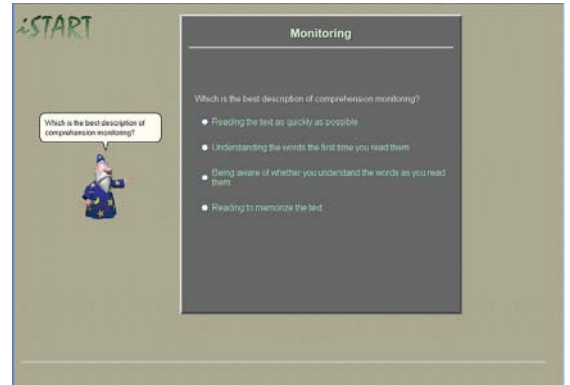 iSTART
Monitoring
Which is the best description of comprehension monitoring?
Reading the text as quickly as possible
Understanding the words the first time you read them
Being aware of whether you understand the words as you read
them
Reading to memorize the text
Which is the best description of
comprehension monitoring?